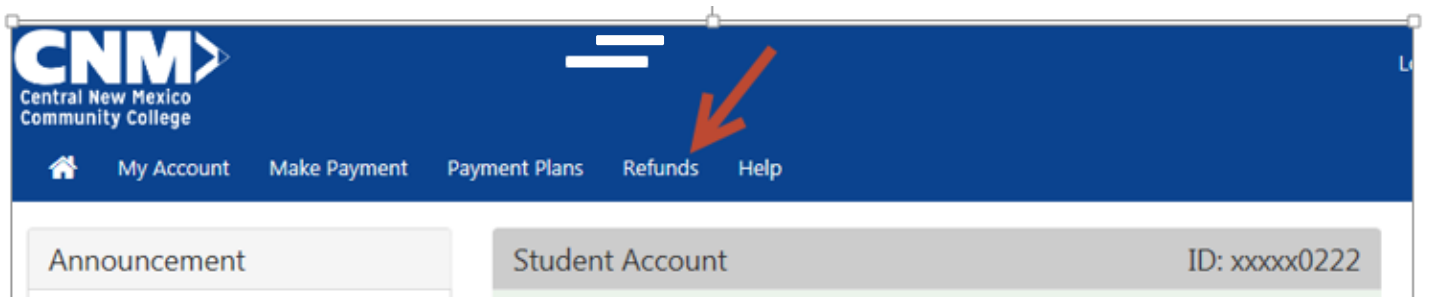 CNM
Central New Mexico
Community College
My Account Make Payment Payment Plans Refunds Help
Announcement
Student Account ID: xxxxx0222